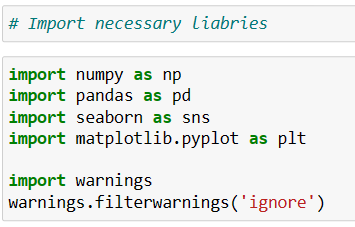 # Import necessary liabries
import numpy as np
import pandas as pd
import seaborn as sns
import matplotlib.pyplot as plt
import warnings
warnings.filterwarnings('ignore')